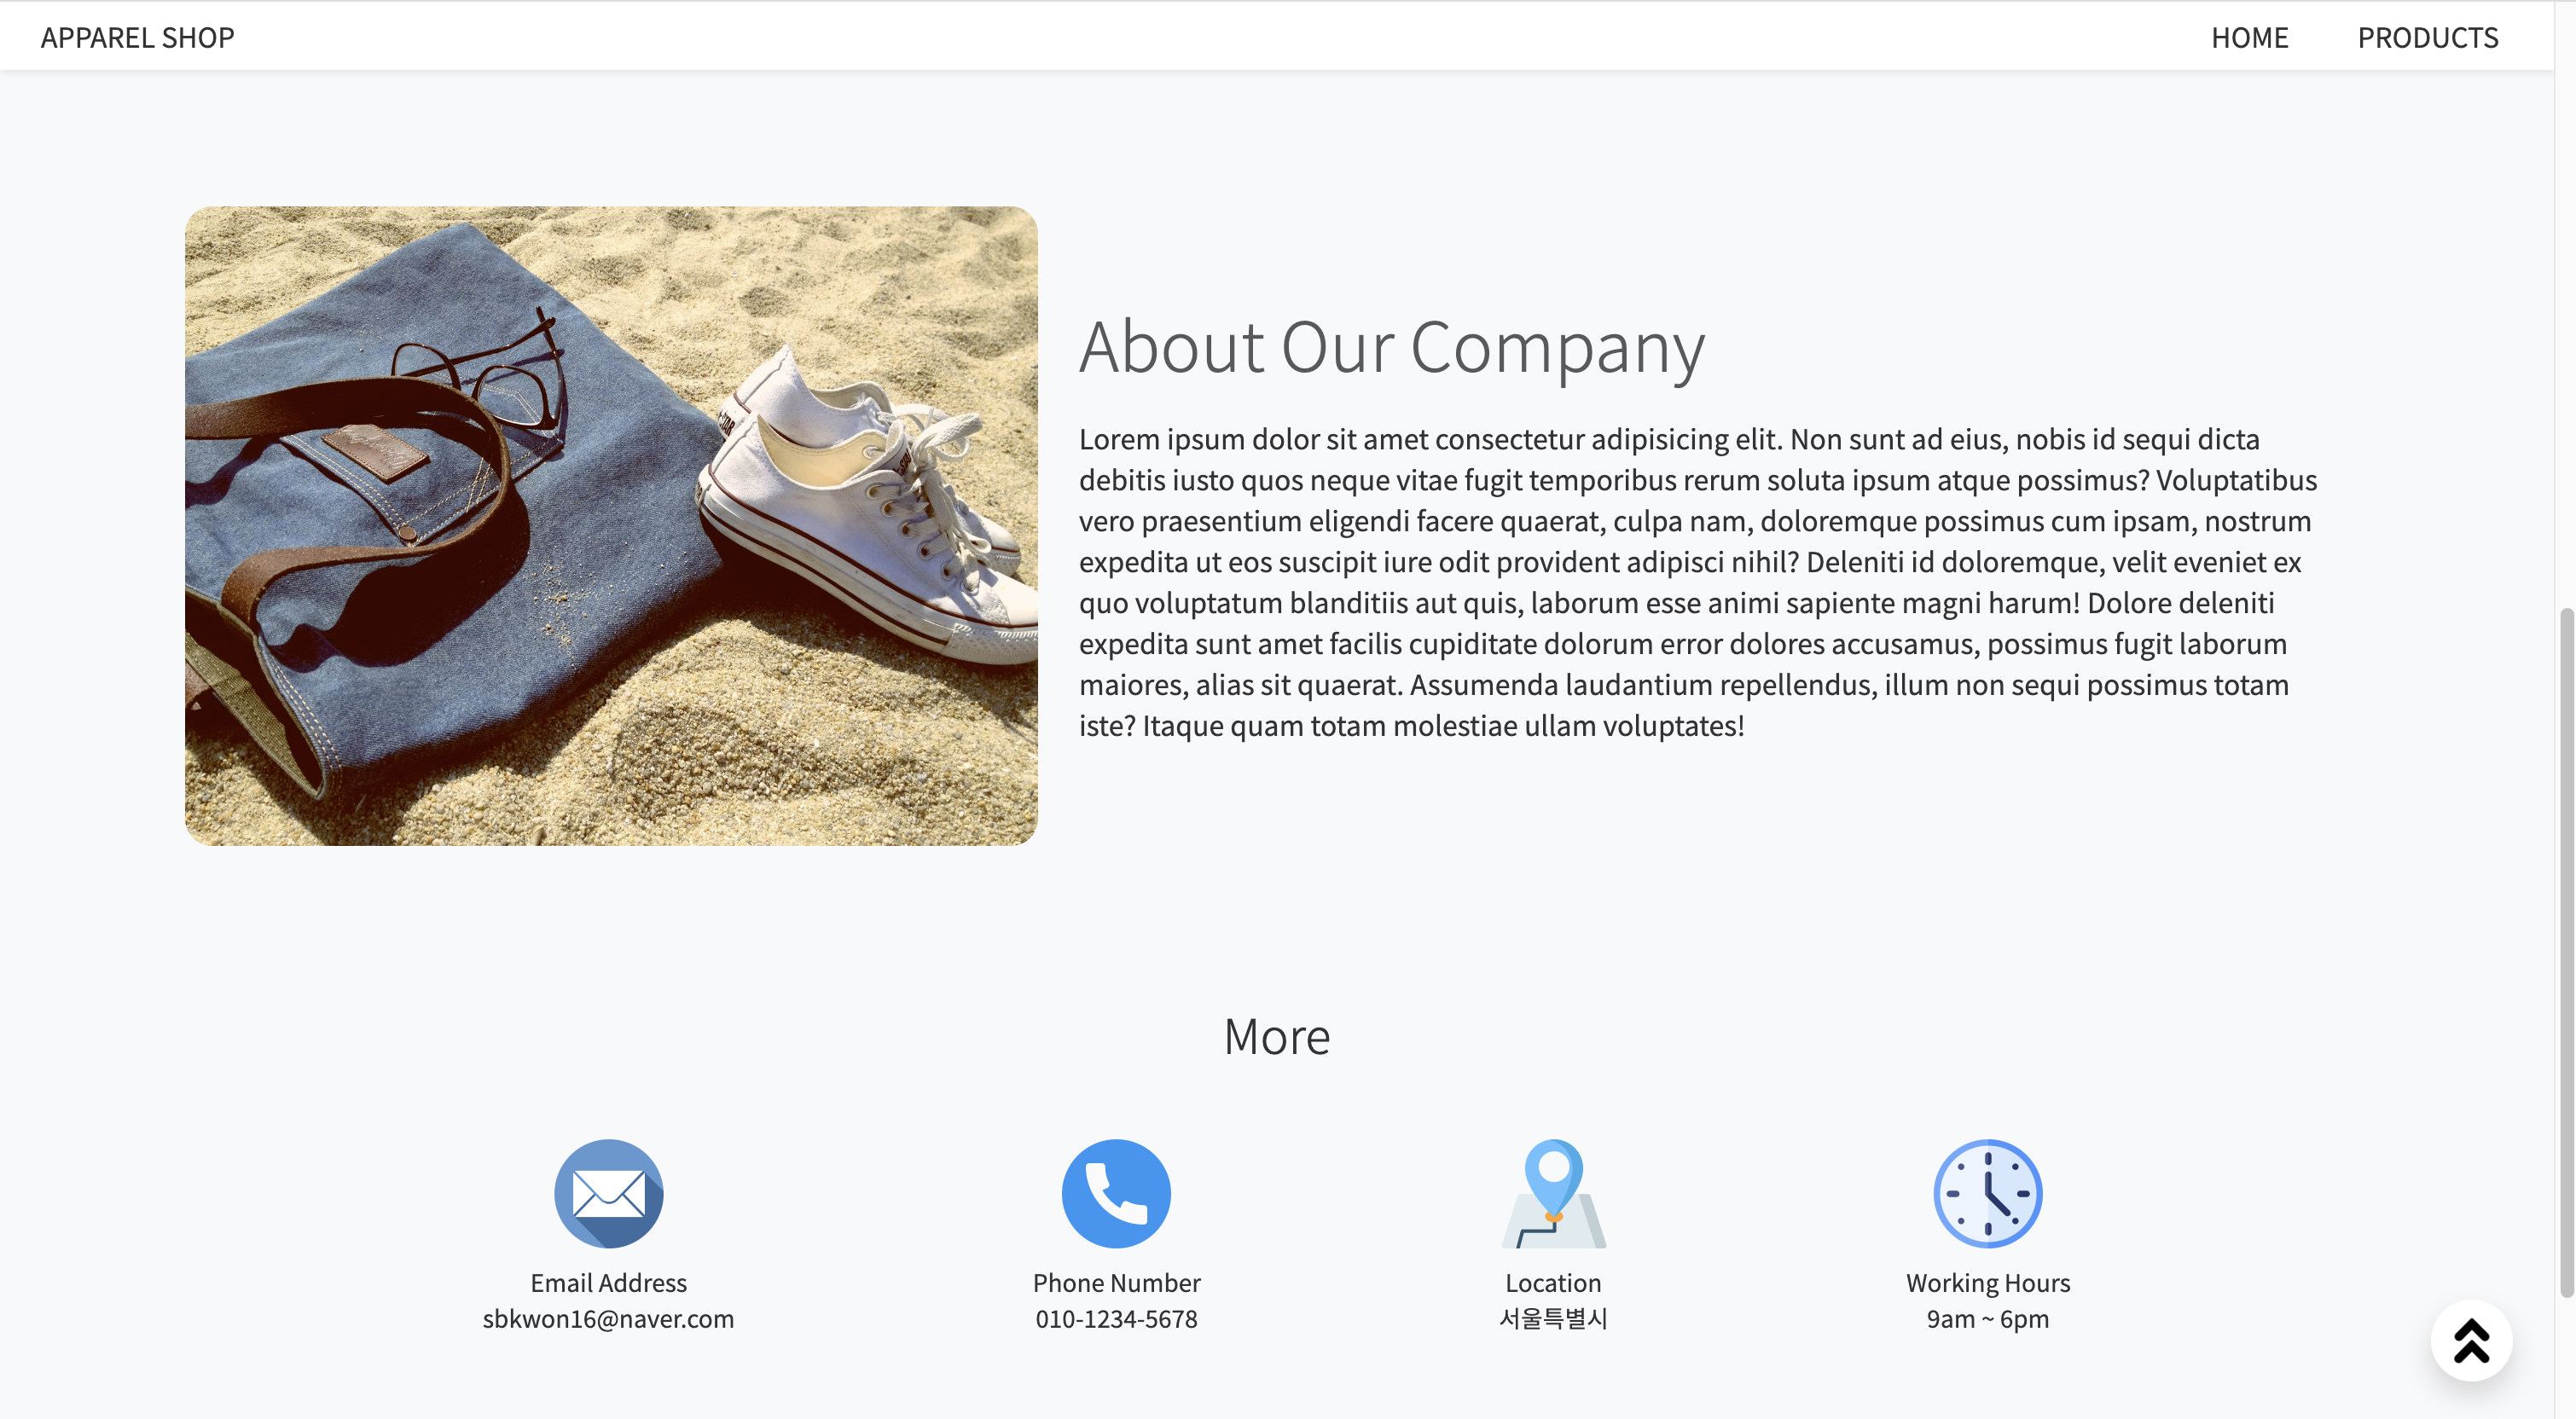 APPAREL SHOP
HOME
PRODUCTS
About Our Company
Lorem ipsum dolor sit amet consectetur adipisicing elit. Non sunt ad eius, nobis id sequi dicta
debitis iusto quos neque vitae fugit temporibus rerum soluta ipsum atque possimus? Voluptatibus
vero praesentium eligendi facere quaerat, culpa nam, doloremque possimus cum ipsam, nostrum
expedita ut eos suscipit iure odit provident adipisci nihil? Deleniti id doloremque, velit eveniet ex
quo voluptatum blanditiis aut quis, laborum esse animi sapiente magni harum! Dolore deleniti
expedita sunt amet facilis cupiditate dolorum error dolores accusamus, possimus fugit laborum
maiores, alias sit quaerat. Assumenda laudantium repellendus, illum non sequi possimus totam
iste? Itaque quam totam molestiae ullam voluptates!
More
Email Address
sbkwon16@naver.com
Phone Number
010-1234-5678
Location
서울특별시
Working Hours
9am ~ 6pm